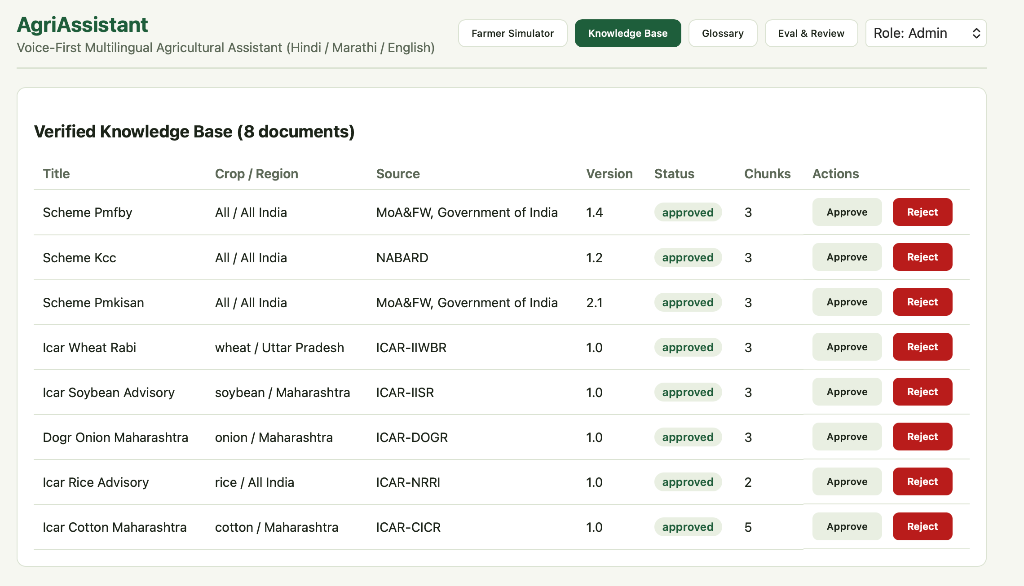 AgriAssistant
Voice-First Multilingual Agricultural Assistant (Hindi / Marathi / English)
Farmer Simulator
Knowledge Base
Glossary
Eval & Review
Role: Admin
Verified Knowledge Base (8 documents)
Title Crop / Region Source Version Status Chunks Actions
Scheme Pmfby All / All India MoA&FW, Government of India 1.4 approved 3 Approve Reject
Scheme Kcc All / All India NABARD 1.2 approved 3 Approve Reject
Scheme Pmkisan All / All India MoA&FW, Government of India 2.1 approved 3 Approve Reject
Icar Wheat Rabi wheat / Uttar Pradesh ICAR-IIWBR 1.0 approved 3 Approve Reject
Icar Soybean Advisory soybean / Maharashtra ICAR-IISR 1.0 approved 3 Approve Reject
Dogr Onion Maharashtra onion / Maharashtra ICAR-DOGR 1.0 approved 3 Approve Reject
Icar Rice Advisory rice / All India ICAR-NRRI 1.0 approved 2 Approve Reject
Icar Cotton Maharashtra cotton / Maharashtra ICAR-CICR 1.0 approved 5 Approve Reject